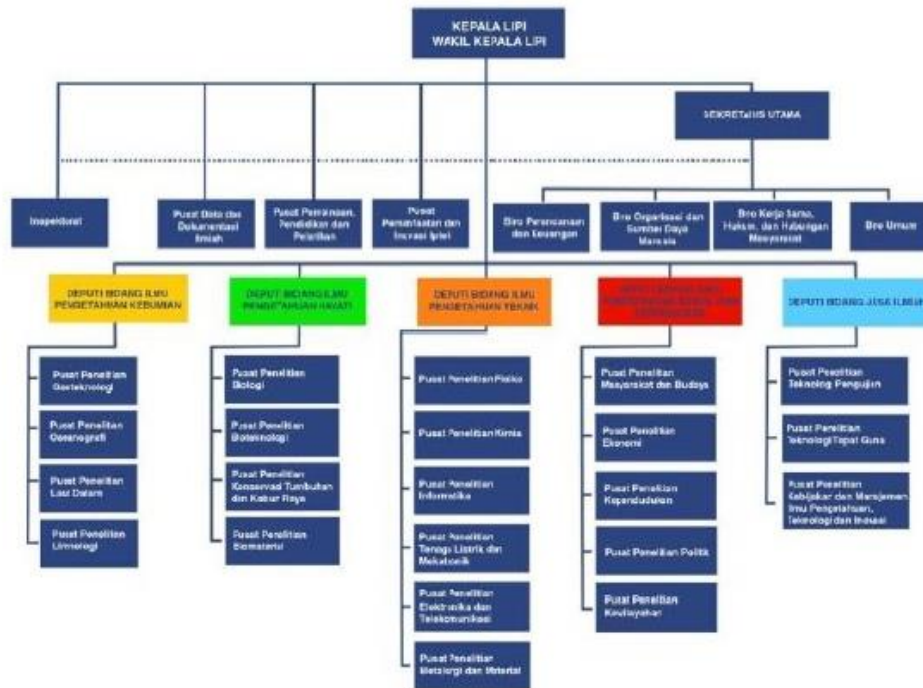 KEPALA LIPI
WAKIL KEPALA LIPI
SEKRETARIS UTAMA
Inspektorat
Pusat Data dan
Dokumentasi
Ilmiah
Pusat Pembinaan,
Pendidikan dan
Pelatihan
Pusat
Pemanfaatan dan
Inovasi Iptek
Biro Perencanaan
dan Keuangan
Biro Organisasi dan
Sumber Daya
Manusia
Biro Kerja Sama,
Hukum, dan Hubungan
Masyarakat
Biro Umum
DEPUTI BIDANG ILMU
PENGETAHUAN KEBUMIAN
DEPUTI BIDANG ILMU
PENGETAHUAN HAYATI
DEPUTI BIDANG ILMU
PENGETAHUAN TEKNIK
DEPUTI BIDANG JASA ILMIAH
Pusat Penelitian
Geoteknologi
Pusat Penelitian
Oseanografi
Pusat Penelitian
Laut Dalam
Pusat Penelitian
Limnologi
Pusat Penelitian
Biologi
Pusat Penelitian
Bioteknologi
Pusat Penelitian
Konservasi Tumbuhan
dan Kebun Raya
Pusat Penelitian
Biomaterial
Pusat Penelitian Fisika
Pusat Penelitian Kimia
Pusat Penelitian
Informatika
Pusat Penelitian
Tenaga Listrik dan
Mekatronik
Pusat Penelitian
Elektronika dan
Telekomunikasi
Pusat Penelitian
Metalurgi dan Material
Pusat Penelitian
Masyarakat dan Budaya
Pusat Penelitian
Ekonomi
Pusat Penelitian
Kependudukan
Pusat Penelitian Politik
Pusat Penelitian
Kewilayahan
Pusat Penelitian
Teknologi Pengujian
Pusat Penelitian
Teknologi Tepat Guna
Pusat Penelitian
Kebijakan dan Manajemen
Ilmu Pengetahuan,
Teknologi dan Inovasi